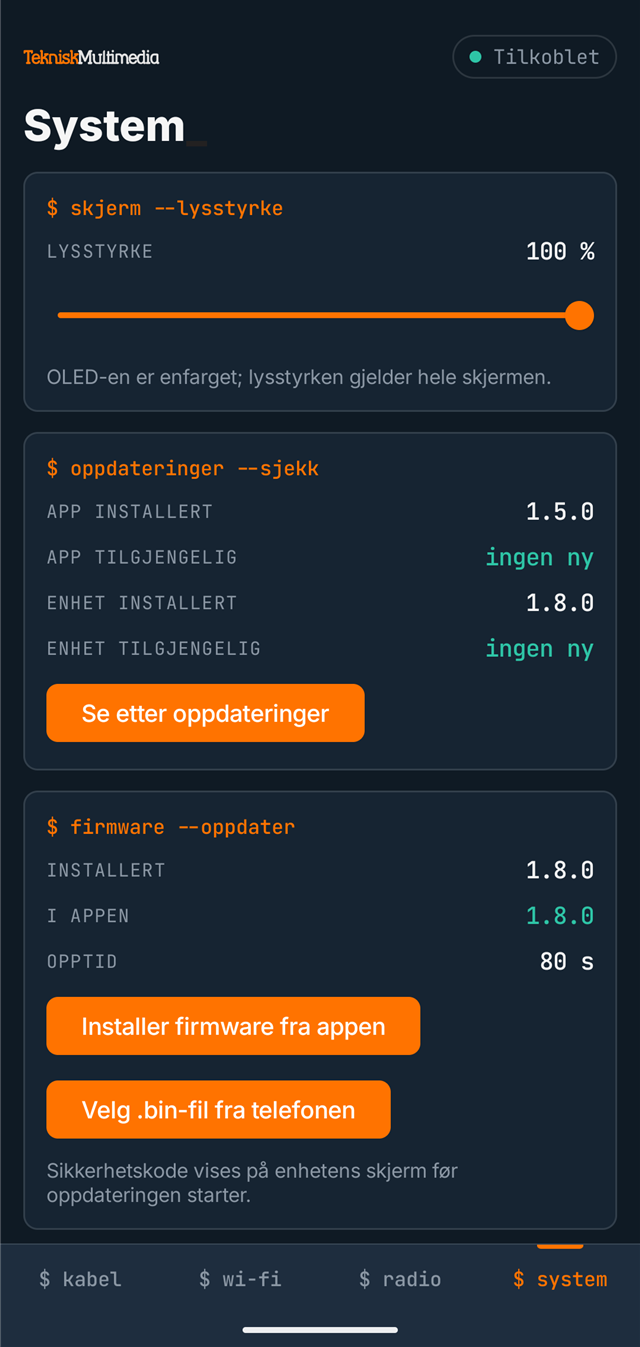 TekniskMultimedia
Tilkoblet
System_
$ skjerm --lysstyrke
LYSSTYRKE 100 %
OLED-en er enfarget; lysstyrken gjelder hele skjermen.
$ oppdateringer --sjekk
APP INSTALLERT 1.5.0
APP TILGJENGELIG ingen ny
ENHET INSTALLERT 1.8.0
ENHET TILGJENGELIG ingen ny
Se etter oppdateringer
$ firmware --oppdater
INSTALLERT 1.8.0
I APPEN 1.8.0
OPPTID 80 s
Installer firmware fra appen
Velg .bin-fil fra telefonen
Sikkerhetskode vises på enhetens skjerm før
oppdateringen starter.
$ kabel $ wi-fi $ radio $ system